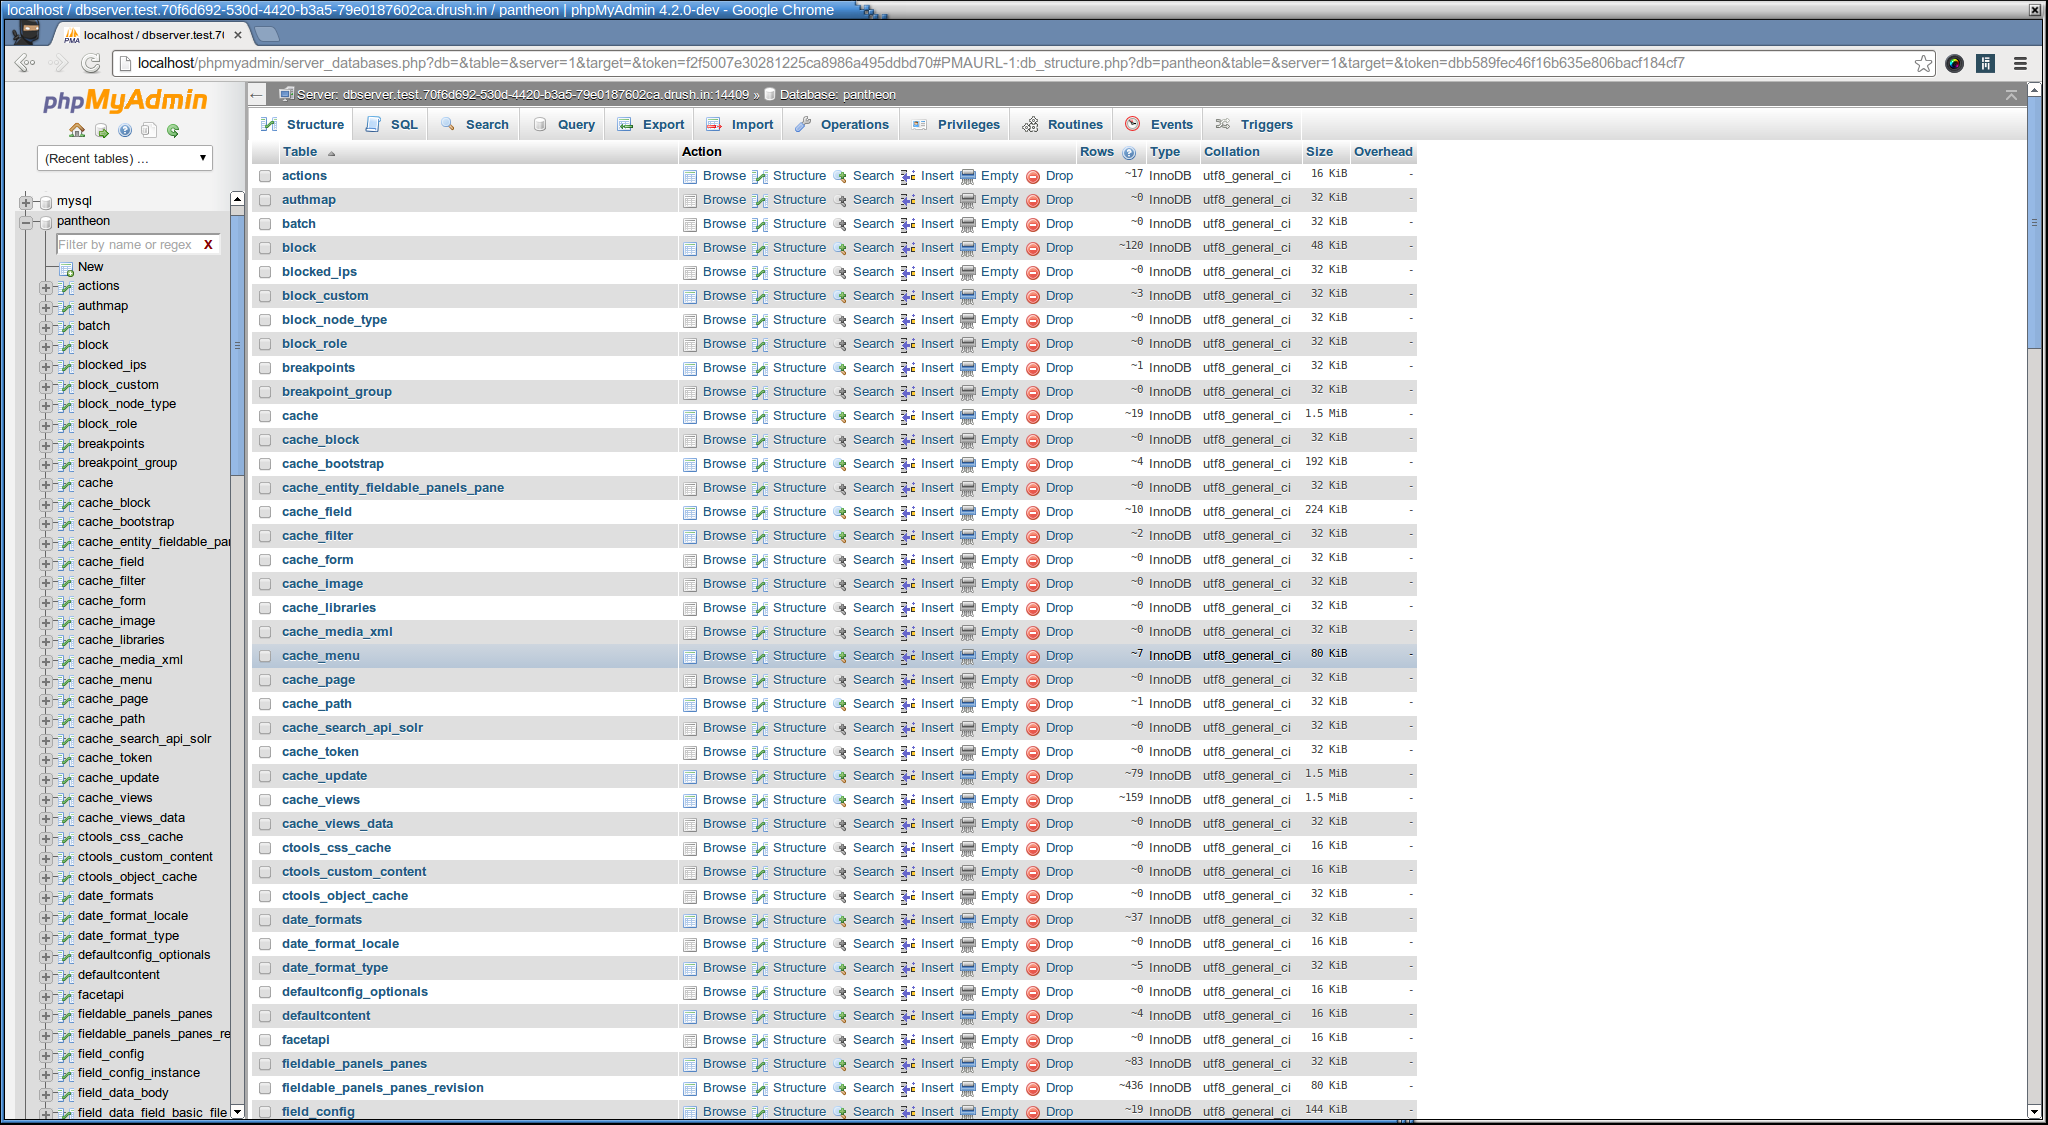 localhost / dbserver.test.70f6d692-530d-4420-b3a5-79e0187602ca.drush.in / pantheon | phpMyAdmin 4.2.0-dev - Google Chrome
localhost / dbserver.test.70
localhost/phpmyadmin/server_databases.php?db=&table=&server=1&target=&token=f2f5007e30281225ca8986a495ddbd70#PMAURL-1:db_structure.php?db=pantheon&table=&server=1&target=&token=dbb589fec46f16b635e806bacf184cf7
phpMyAdmin
(Recent tables) ...
mysql
pantheon
Filter by name or regex X
New
actions
authmap
batch
block
blocked_ips
block_custom
block_node_type
block_role
breakpoints
breakpoint_group
cache
cache_block
cache_bootstrap
cache_entity_fieldable_par
cache_field
cache_filter
cache_form
cache_image
cache_libraries
cache_media_xml
cache_menu
cache_page
cache_path
cache_search_api_solr
cache_token
cache_update
cache_views
cache_views_data
ctools_css_cache
ctools_custom_content
ctools_object_cache
date_formats
date_format_locale
date_format_type
defaultconfig_optionals
defaultcontent
facetapi
fieldable_panels_panes
fieldable_panels_panes_re
field_config
field_config_instance
field_data_body
field_data_field_basic_file
Server: dbserver.test.70f6d692-530d-4420-b3a5-79e0187602ca.drush.in:14409 » Database: pantheon
Structure SQL Search Query Export Import Operations Privileges Routines Events Triggers
Table Action Rows Type Collation Size Overhead
actions Browse Structure Search Insert Empty Drop ~17 InnoDB utf8_general_ci 16 KiB -
authmap Browse Structure Search Insert Empty Drop ~0 InnoDB utf8_general_ci 32 KiB -
batch Browse Structure Search Insert Empty Drop ~0 InnoDB utf8_general_ci 32 KiB -
block Browse Structure Search Insert Empty Drop ~120 InnoDB utf8_general_ci 48 KiB -
blocked_ips Browse Structure Search Insert Empty Drop ~0 InnoDB utf8_general_ci 32 KiB -
block_custom Browse Structure Search Insert Empty Drop ~3 InnoDB utf8_general_ci 32 KiB -
block_node_type Browse Structure Search Insert Empty Drop ~0 InnoDB utf8_general_ci 32 KiB -
block_role Browse Structure Search Insert Empty Drop ~0 InnoDB utf8_general_ci 32 KiB -
breakpoints Browse Structure Search Insert Empty Drop ~1 InnoDB utf8_general_ci 32 KiB -
breakpoint_group Browse Structure Search Insert Empty Drop ~0 InnoDB utf8_general_ci 32 KiB -
cache Browse Structure Search Insert Empty Drop ~19 InnoDB utf8_general_ci 1.5 MiB -
cache_block Browse Structure Search Insert Empty Drop ~0 InnoDB utf8_general_ci 32 KiB -
cache_bootstrap Browse Structure Search Insert Empty Drop ~4 InnoDB utf8_general_ci 192 KiB -
cache_entity_fieldable_panels_pane Browse Structure Search Insert Empty Drop ~0 InnoDB utf8_general_ci 32 KiB -
cache_field Browse Structure Search Insert Empty Drop ~10 InnoDB utf8_general_ci 224 KiB -
cache_filter Browse Structure Search Insert Empty Drop ~2 InnoDB utf8_general_ci 32 KiB -
cache_form Browse Structure Search Insert Empty Drop ~0 InnoDB utf8_general_ci 32 KiB -
cache_image Browse Structure Search Insert Empty Drop ~0 InnoDB utf8_general_ci 32 KiB -
cache_libraries Browse Structure Search Insert Empty Drop ~0 InnoDB utf8_general_ci 32 KiB -
cache_media_xml Browse Structure Search Insert Empty Drop ~0 InnoDB utf8_general_ci 32 KiB -
cache_menu Browse Structure Search Insert Empty Drop ~7 InnoDB utf8_general_ci 80 KiB -
cache_page Browse Structure Search Insert Empty Drop ~0 InnoDB utf8_general_ci 32 KiB -
cache_path Browse Structure Search Insert Empty Drop ~1 InnoDB utf8_general_ci 32 KiB -
cache_search_api_solr Browse Structure Search Insert Empty Drop ~0 InnoDB utf8_general_ci 32 KiB -
cache_token Browse Structure Search Insert Empty Drop ~0 InnoDB utf8_general_ci 32 KiB -
cache_update Browse Structure Search Insert Empty Drop ~79 InnoDB utf8_general_ci 1.5 MiB -
cache_views Browse Structure Search Insert Empty Drop ~159 InnoDB utf8_general_ci 1.5 MiB -
cache_views_data Browse Structure Search Insert Empty Drop ~0 InnoDB utf8_general_ci 32 KiB -
ctools_css_cache Browse Structure Search Insert Empty Drop ~0 InnoDB utf8_general_ci 16 KiB -
ctools_custom_content Browse Structure Search Insert Empty Drop ~0 InnoDB utf8_general_ci 16 KiB -
ctools_object_cache Browse Structure Search Insert Empty Drop ~0 InnoDB utf8_general_ci 32 KiB -
date_formats Browse Structure Search Insert Empty Drop ~37 InnoDB utf8_general_ci 32 KiB -
date_format_locale Browse Structure Search Insert Empty Drop ~0 InnoDB utf8_general_ci 16 KiB -
date_format_type Browse Structure Search Insert Empty Drop ~5 InnoDB utf8_general_ci 32 KiB -
defaultconfig_optionals Browse Structure Search Insert Empty Drop ~0 InnoDB utf8_general_ci 16 KiB -
defaultcontent Browse Structure Search Insert Empty Drop ~4 InnoDB utf8_general_ci 16 KiB -
facetapi Browse Structure Search Insert Empty Drop ~0 InnoDB utf8_general_ci 16 KiB -
fieldable_panels_panes Browse Structure Search Insert Empty Drop ~83 InnoDB utf8_general_ci 32 KiB -
fieldable_panels_panes_revision Browse Structure Search Insert Empty Drop ~436 InnoDB utf8_general_ci 80 KiB -
field_config Browse Structure Search Insert Empty Drop ~19 InnoDB utf8_general_ci 144 KiB -